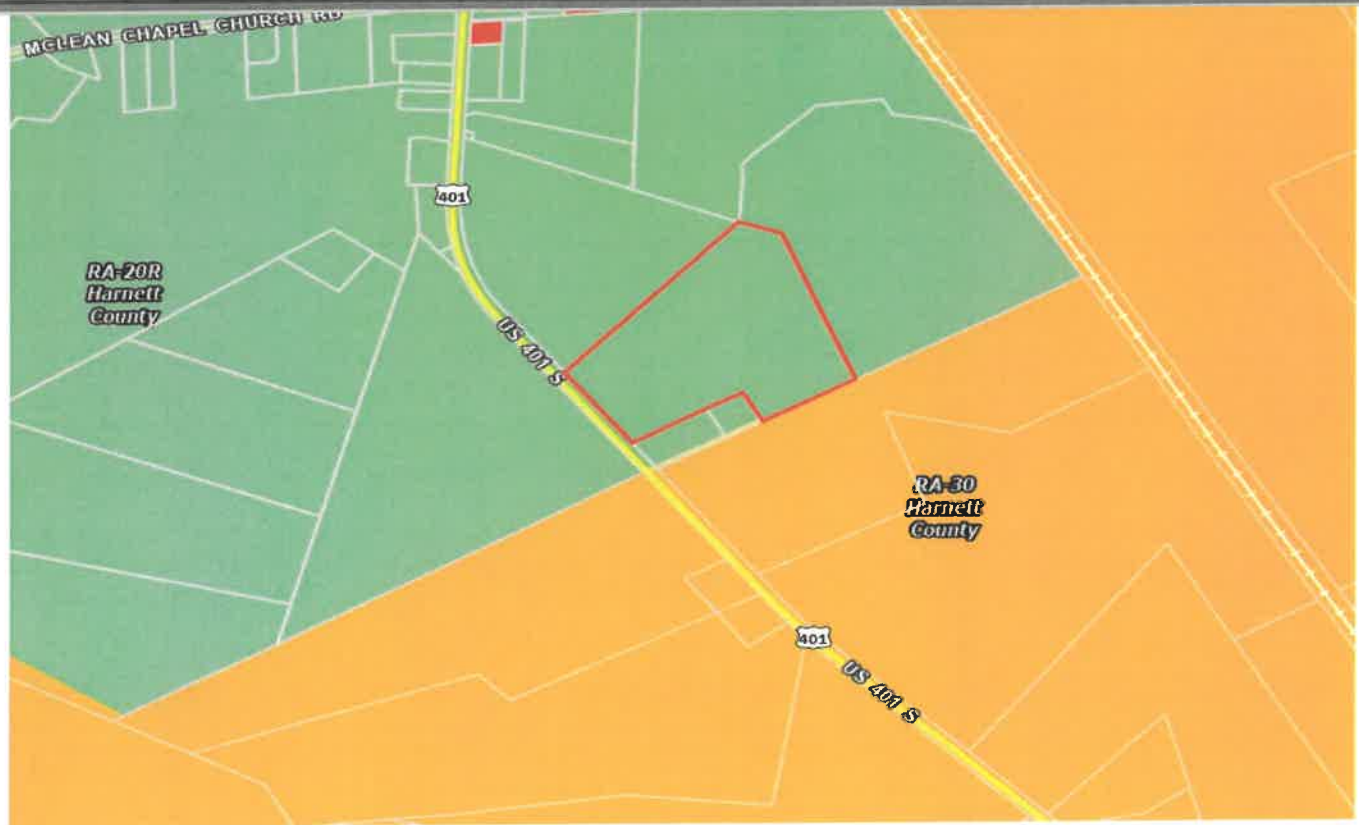 MCLEAN CHAPEL CHURCH RD
401
RA-20R
Harnett
County
US 401 S
RA-30
Harnett
County
401
US 401 S